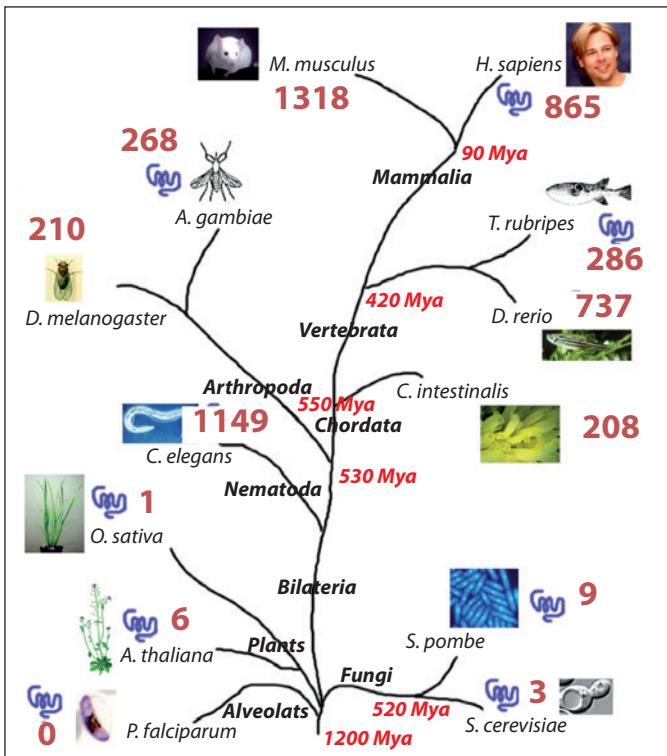 M. musculus
H. sapiens
1318
865
268
90 Mya
Mammalia
A. gambiae
T. rubripes
210
286
420 Mya
737
D. melanogaster
Vertebrata
D. rerio
Arthropoda
550 Mya
C. intestinalis
1149
Chordata
208
C. elegans
530 Mya
Nematoda
1
O. sativa
Bilateria
9
6
S. pombe
Plants
A. thaliana
Fungi
3
0
P. falciparum
Alveolats
520 Mya
S. cerevisiae
1200 Mya